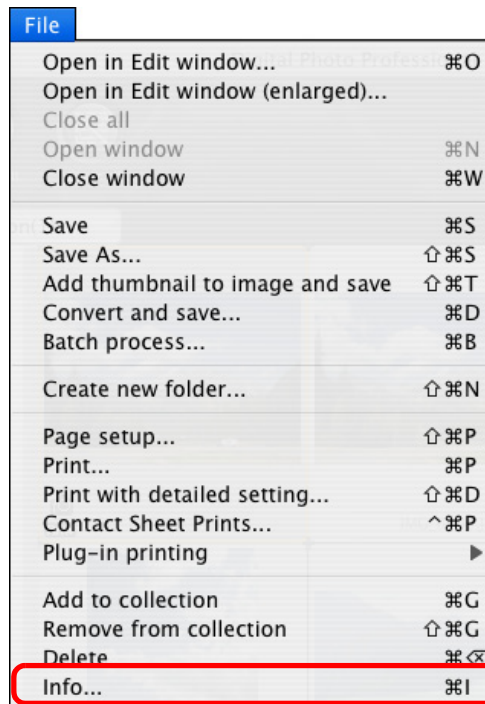 File
Open in Edit window... ⌘O
Open in Edit window (enlarged)...
Close all
Open window ⌘N
Close window ⌘W
Save ⌘S
Save As... ⇧⌘S
Add thumbnail to image and save ⇧⌘T
Convert and save... ⌘D
Batch process... ⌘B
Create new folder... ⇧⌘N
Page setup... ⇧⌘P
Print... ⌘P
Print with detailed setting... ⇧⌘D
Contact Sheet Prints... ^⌘P
Plug-in printing ▶
Add to collection ⌘G
Remove from collection ⇧⌘G
Delete ⌘⌫
Info... ⌘I